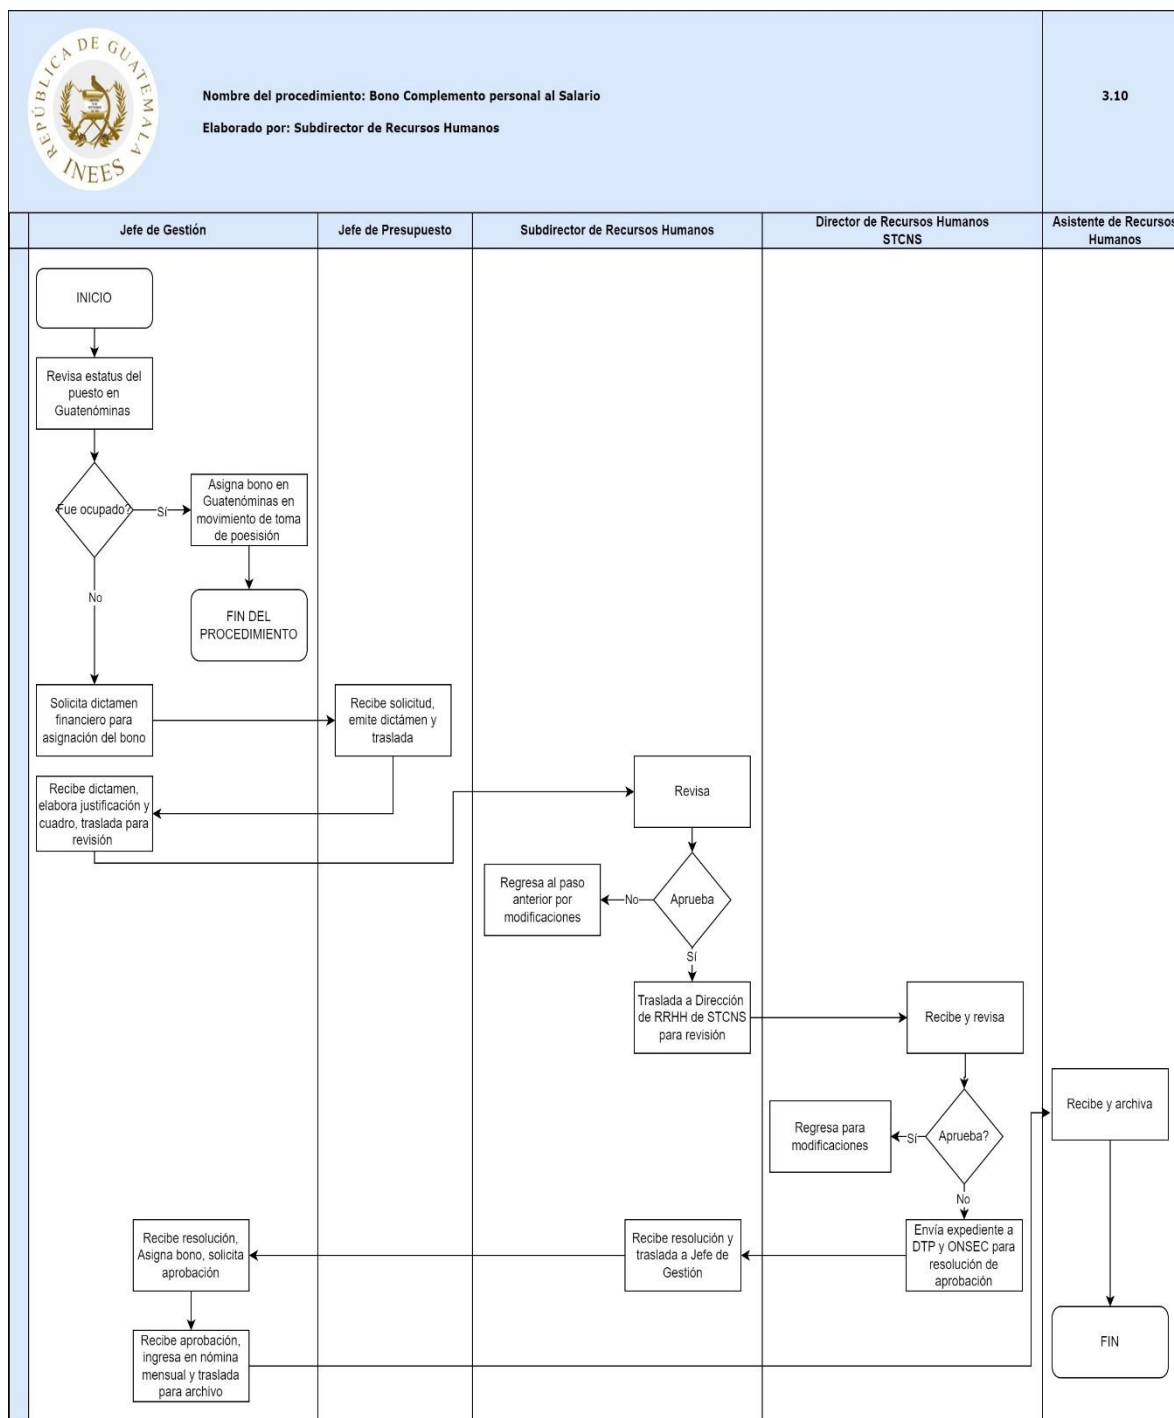 REPÚBLICA DE GUATEMALA
INEES
Nombre del procedimiento: Bono Complemento personal al Salario
Elaborado por: Subdirector de Recursos Humanos
3.10
Jefe de Gestión
Jefe de Presupuesto
Subdirector de Recursos Humanos
Director de Recursos Humanos
STCNS
Asistente de Recursos
Humanos
INICIO
Revisa estatus del
puesto en
Guatenóminas
Fue ocupado?
Sí
Asigna bono en
Guatenóminas en
movimiento de toma
de poesisión
No
FIN DEL
PROCEDIMIENTO
Solicita dictamen
financiero para
asignación del bono
Recibe solicitud,
emite dictámen y
traslada
Recibe dictamen,
elabora justificación y
cuadro, traslada para
revisión
Revisa
Aprueba
No
Regresa al paso
anterior por
modificaciones
Sí
Traslada a Dirección
de RRHH de STCNS
para revisión
Recibe y revisa
Aprueba?
Sí
Regresa para
modificaciones
No
Envía expediente a
DTP y ONSEC para
resolución de
aprobación
Recibe resolución y
traslada a Jefe de
Gestión
Recibe resolución,
Asigna bono, solicita
aprobación
Recibe aprobación,
ingresa en nómina
mensual y traslada
para archivo
Recibe y archiva
FIN